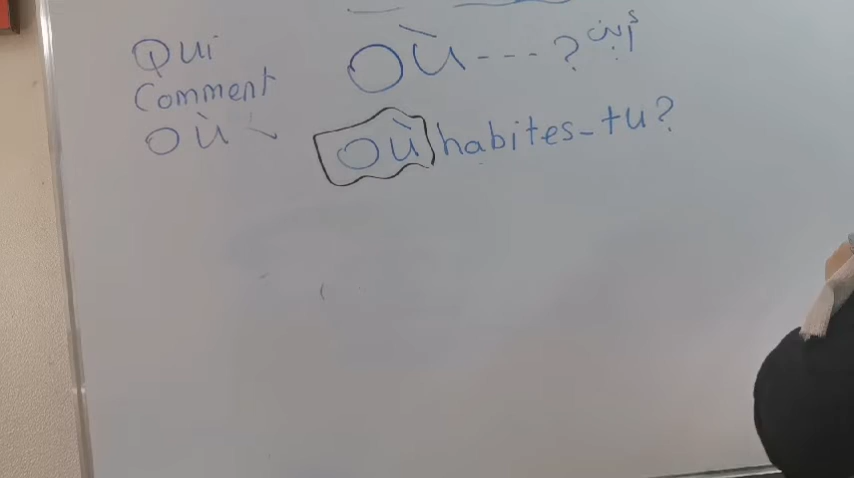 Qui
Comment
Où
Où --- ? أين
Où habites-tu?